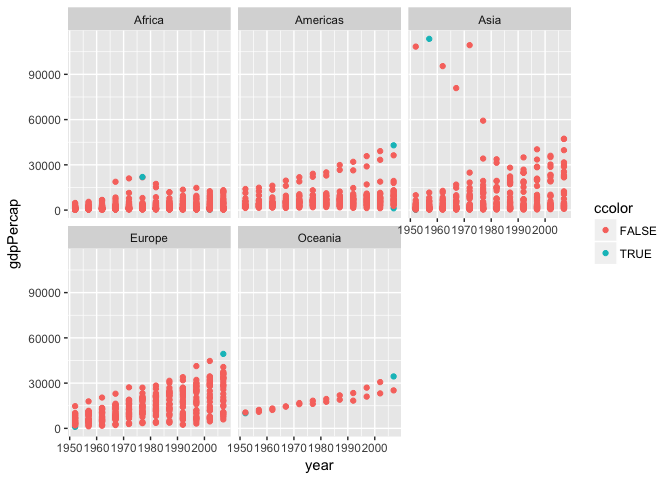 Africa
Americas
Asia
gdpPercap
90000
60000
30000
0
1950 1960 1970 1980 1990 2000
ccolor
FALSE
TRUE
Europe
Oceania
90000
60000
30000
0
1950 1960 1970 1980 1990 2000
1950 1960 1970 1980 1990 2000
year